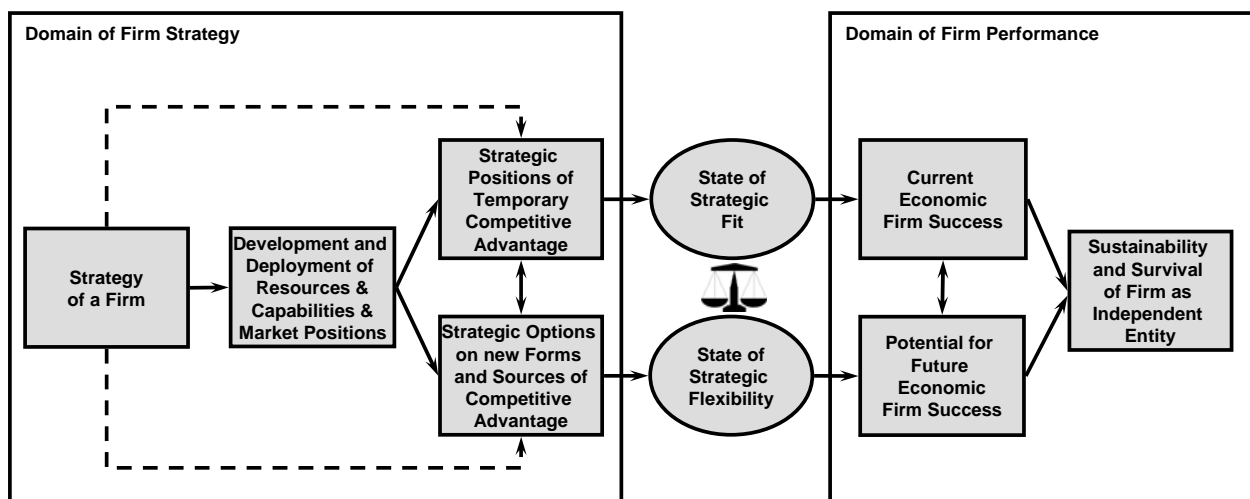 Domain of Firm Strategy
Domain of Firm Performance
Strategy
of a Firm
Development and
Deployment of
Resources &
Capabilities &
Market Positions
Strategic
Positions of
Temporary
Competitive
Advantage
Strategic Options
on new Forms
and Sources of
Competitive
Advantage
State of
Strategic
Fit
State of
Strategic
Flexibility
Current
Economic
Firm Success
Potential for
Future
Economic
Firm Success
Sustainability
and Survival
of Firm as
Independent
Entity